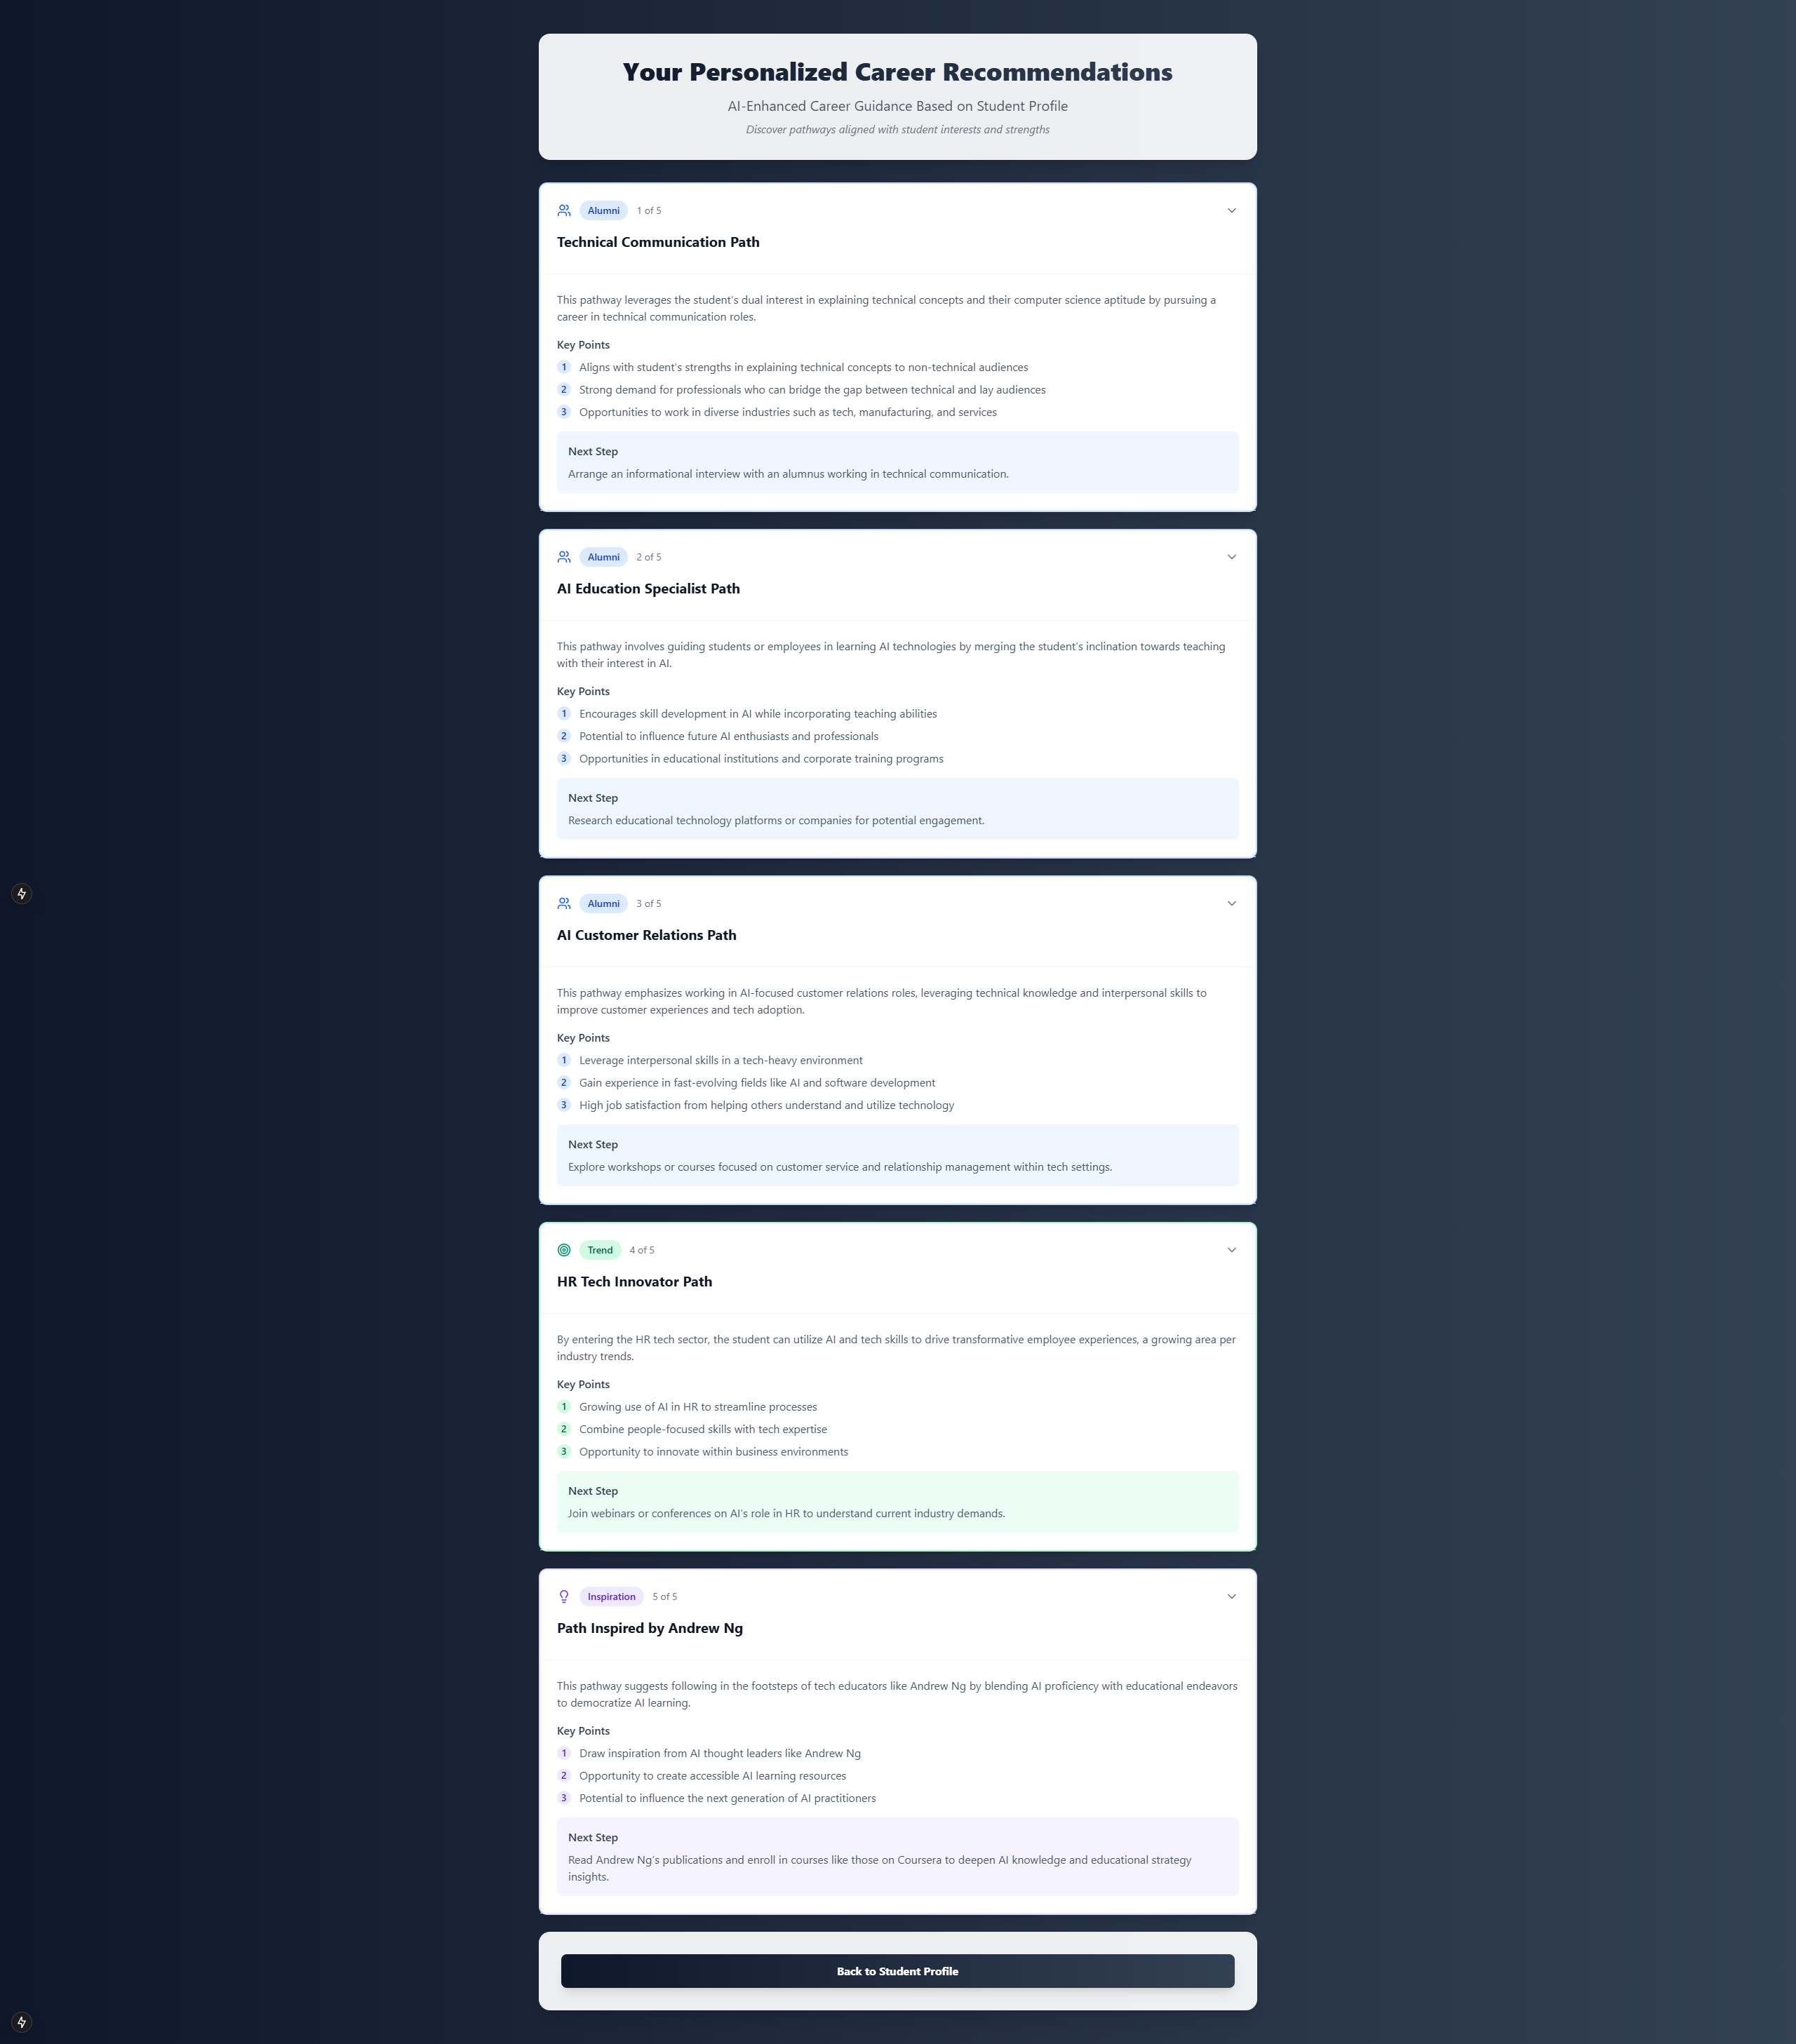 Your Personalized Career Recommendations
AI-Enhanced Career Guidance Based on Student Profile
Discover pathways aligned with student interests and strengths
Alumni 1 of 5
Technical Communication Path
This pathway leverages the student's dual interest in explaining technical concepts and their computer science aptitude by pursuing a
career in technical communication roles.
Key Points
1 Aligns with student's strengths in explaining technical concepts to non-technical audiences
2 Strong demand for professionals who can bridge the gap between technical and lay audiences
3 Opportunities to work in diverse industries such as tech, manufacturing, and services
Next Step
Arrange an informational interview with an alumnus working in technical communication.
Alumni 2 of 5
AI Education Specialist Path
This pathway involves guiding students or employees in learning AI technologies by merging the student's inclination towards teaching
with their interest in AI.
Key Points
1 Encourages skill development in AI while incorporating teaching abilities
2 Potential to influence future AI enthusiasts and professionals
3 Opportunities in educational institutions and corporate training programs
Next Step
Research educational technology platforms or companies for potential engagement.
Alumni 3 of 5
AI Customer Relations Path
This pathway emphasizes working in AI-focused customer relations roles, leveraging technical knowledge and interpersonal skills to
improve customer experiences and tech adoption.
Key Points
1 Leverage interpersonal skills in a tech-heavy environment
2 Gain experience in fast-evolving fields like AI and software development
3 High job satisfaction from helping others understand and utilize technology
Next Step
Explore workshops or courses focused on customer service and relationship management within tech settings.
Trend 4 of 5
HR Tech Innovator Path
By entering the HR tech sector, the student can utilize AI and tech skills to drive transformative employee experiences, a growing area per
industry trends.
Key Points
1 Growing use of AI in HR to streamline processes
2 Combine people-focused skills with tech expertise
3 Opportunity to innovate within business environments
Next Step
Join webinars or conferences on AI's role in HR to understand current industry demands.
Inspiration 5 of 5
Path Inspired by Andrew Ng
This pathway suggests following in the footsteps of tech educators like Andrew Ng by blending AI proficiency with educational endeavors
to democratize AI learning.
Key Points
1 Draw inspiration from AI thought leaders like Andrew Ng
2 Opportunity to create accessible AI learning resources
3 Potential to influence the next generation of AI practitioners
Next Step
Read Andrew Ng's publications and enroll in courses like those on Coursera to deepen AI knowledge and educational strategy
insights.
Back to Student Profile